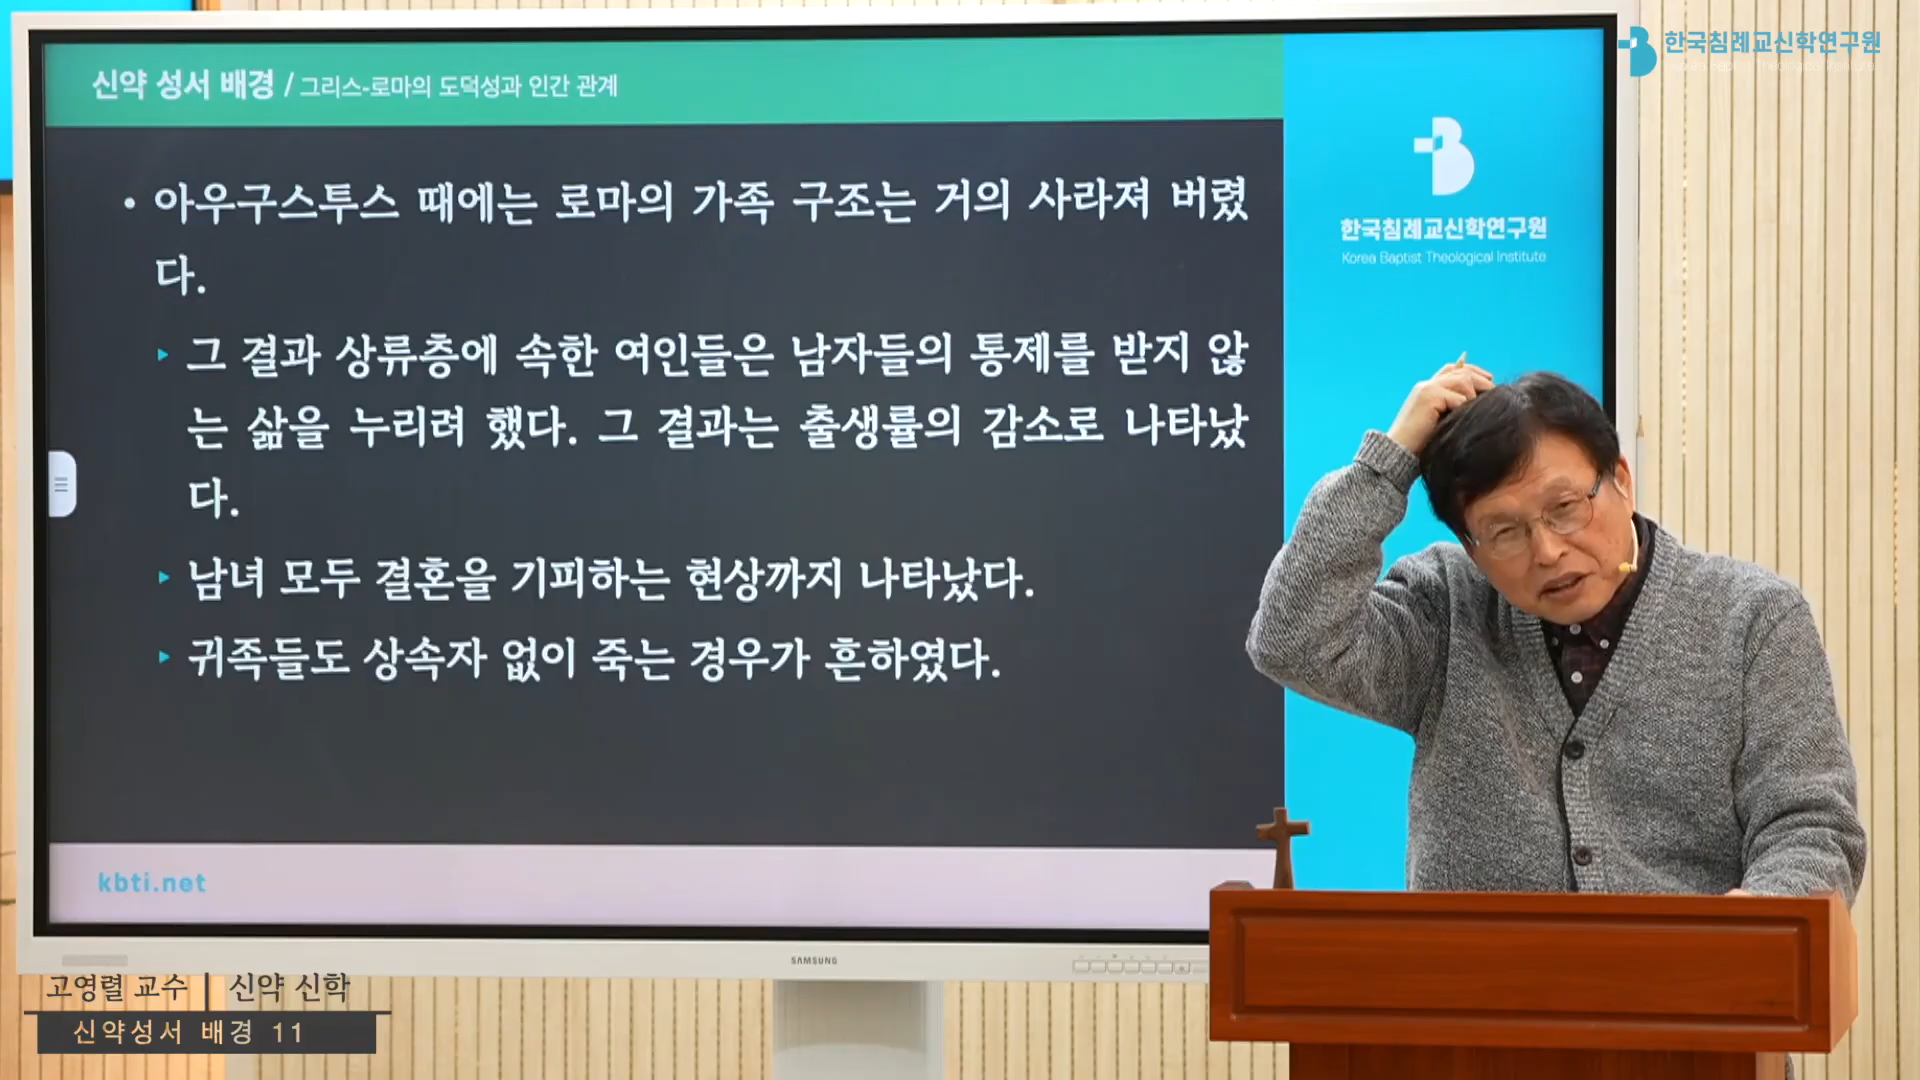 신약 성서 배경 / 그리스-로마의 도덕성과 인간 관계
• 아우구스투스 때에는 로마의 가족 구조는 거의 사라져 버렸
다.
▸ 그 결과 상류층에 속한 여인들은 남자들의 통제를 받지 않
는 삶을 누리려 했다. 그 결과는 출생률의 감소로 나타났
다.
▸ 남녀 모두 결혼을 기피하는 현상까지 나타났다.
▸ 귀족들도 상속자 없이 죽는 경우가 흔하였다.
kbti.net
한국침례교신학연구원
Korea Baptist Theological Institute
한국침례교신학연구원
Korea Baptist Theological Institute
SAMSUNG
고영렬 교수 | 신약 신학
신약성서 배경 11